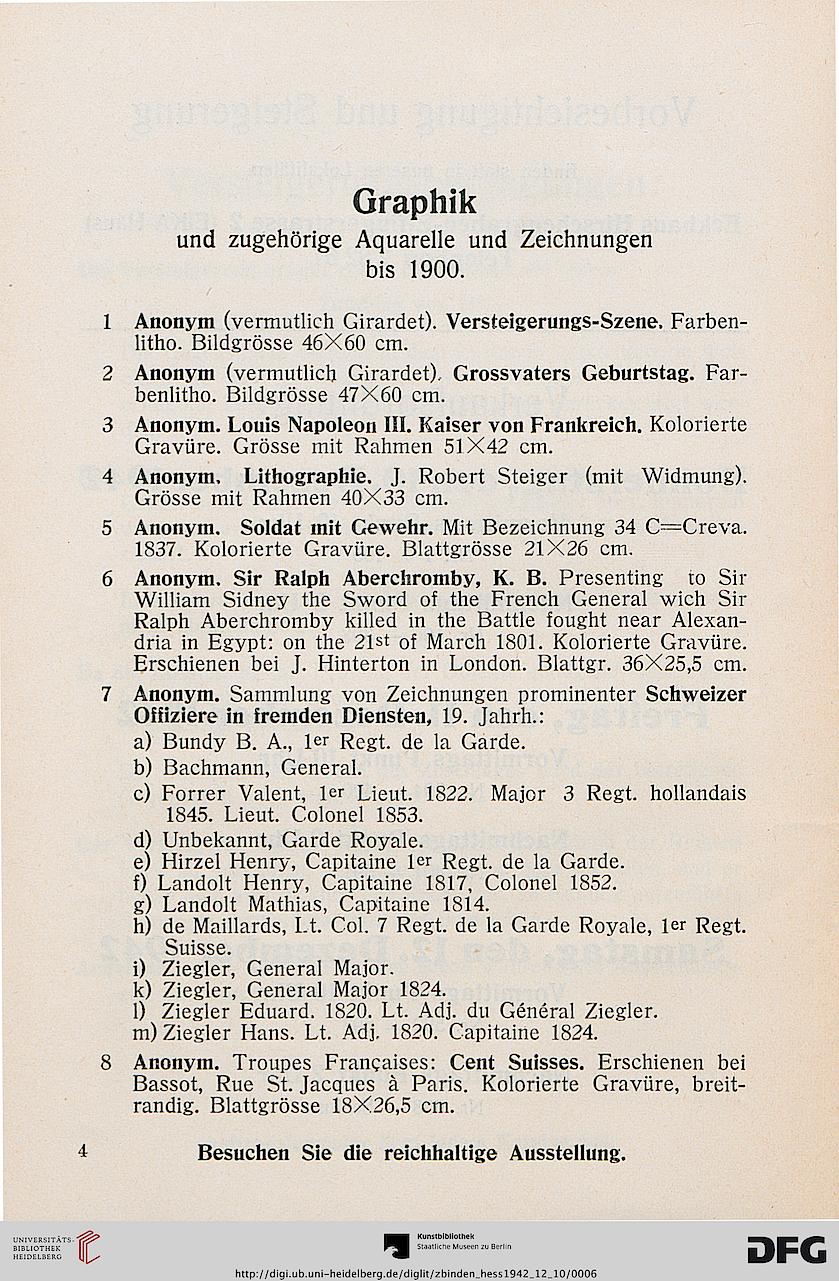 Graphik
und zugehörige Aquarelle und Zeichnungen
bis 1900.
1 Anonym (vermutlich Girardet). Versteigerungs-Szene. Farben-
litho. Bildgrösse 46×60 cm.
2 Anonym (vermutlich Girardet). Grossvaters Geburtstag. Far-
benlitho. Bildgrösse 47×60 cm.
3 Anonym. Louis Napoleon III. Kaiser von Frankreich. Kolorierte
Gravüre. Grösse mit Rahmen 51×42 cm.
4 Anonym. Lithographie. J. Robert Steiger (mit Widmung).
Grösse mit Rahmen 40×33 cm.
5 Anonym. Soldat mit Gewehr. Mit Bezeichnung 34 C=Creva.
1837. Kolorierte Gravüre. Blattgrösse 21×26 cm.
6 Anonym. Sir Ralph Aberchromby, K. B. Presenting to Sir
William Sidney the Sword of the French General wich Sir
Ralph Aberchromby killed in the Battle fought near Alexan-
dria in Egypt: on the 21st of March 1801. Kolorierte Gravüre.
Erschienen bei J. Hinterton in London. Blattgr. 36×25,5 cm.
7 Anonym. Sammlung von Zeichnungen prominenter Schweizer
Offiziere in fremden Diensten, 19. Jahrh.:
a) Bundy B. A., 1er Regt. de la Garde.
b) Bachmann, General.
c) Forrer Valent, 1er Lieut. 1822. Major 3 Regt. hollandais
1845. Lieut. Colonel 1853.
d) Unbekannt, Garde Royale.
e) Hirzel Henry, Capitaine 1er Regt. de la Garde.
f) Landolt Henry, Capitaine 1817, Colonel 1852.
g) Landolt Mathias, Capitaine 1814.
h) de Maillards, Lt. Col. 7 Regt. de la Garde Royale, 1er Regt.
Suisse.
i) Ziegler, General Major.
k) Ziegler, General Major 1824.
l) Ziegler Eduard. 1820. Lt. Adj. du Général Ziegler.
m) Ziegler Hans. Lt. Adj. 1820. Capitaine 1824.
8 Anonym. Troupes Françaises: Cent Suisses. Erschienen bei
Bassot, Rue St. Jacques à Paris. Kolorierte Gravüre, breit-
randig. Blattgrösse 18×26,5 cm.
4 Besuchen Sie die reichhaltige Ausstellung.
UNIVERSITÄTS-
BIBLIOTHEK
HEIDELBERG
Kunstbibliothek
Staatliche Museen zu Berlin
DFG
http://digi.ub.uni-heidelberg.de/diglit/zbinden_hess1942_12_10/0006